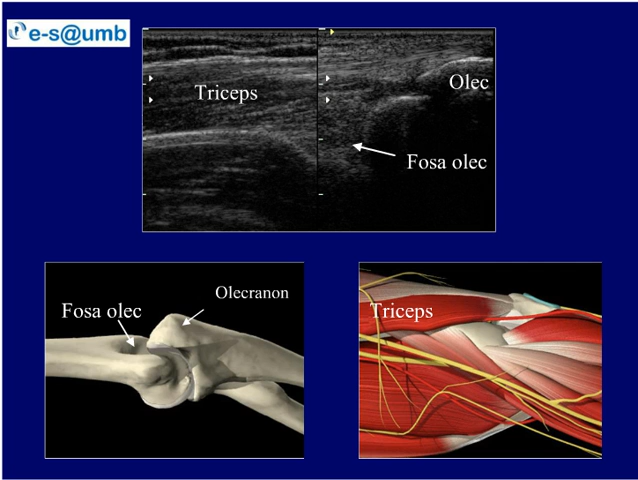 e-s@umb
Triceps
Olec
Fosa olec
Fosa olec
Olecranon
Triceps